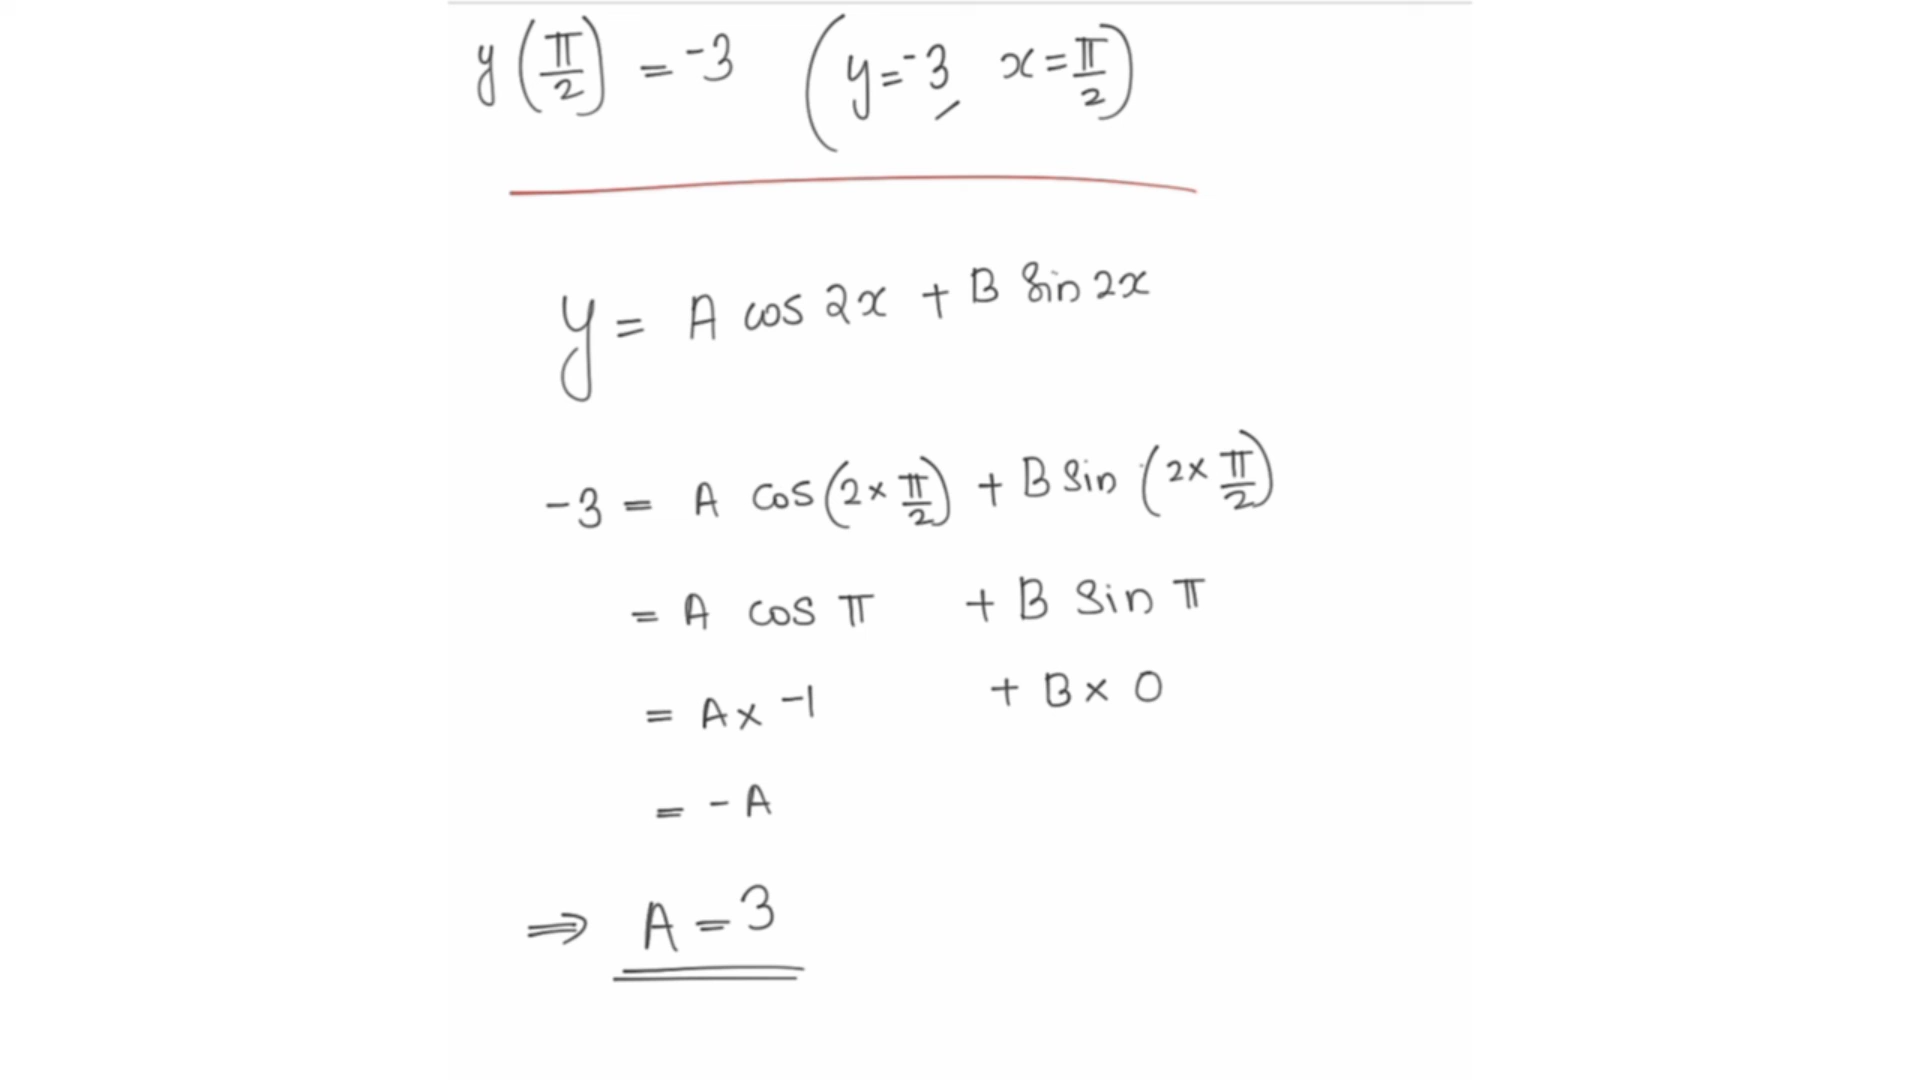 y(π/2) = -3 (y = -3 x = π/2)
y = A cos 2x + B Sin 2x
-3 = A cos(2 × π/2) + B Sin (2 × π/2)
= A cos π + B Sin π
= A × -1 + B × 0
= - A
⇒ A = 3